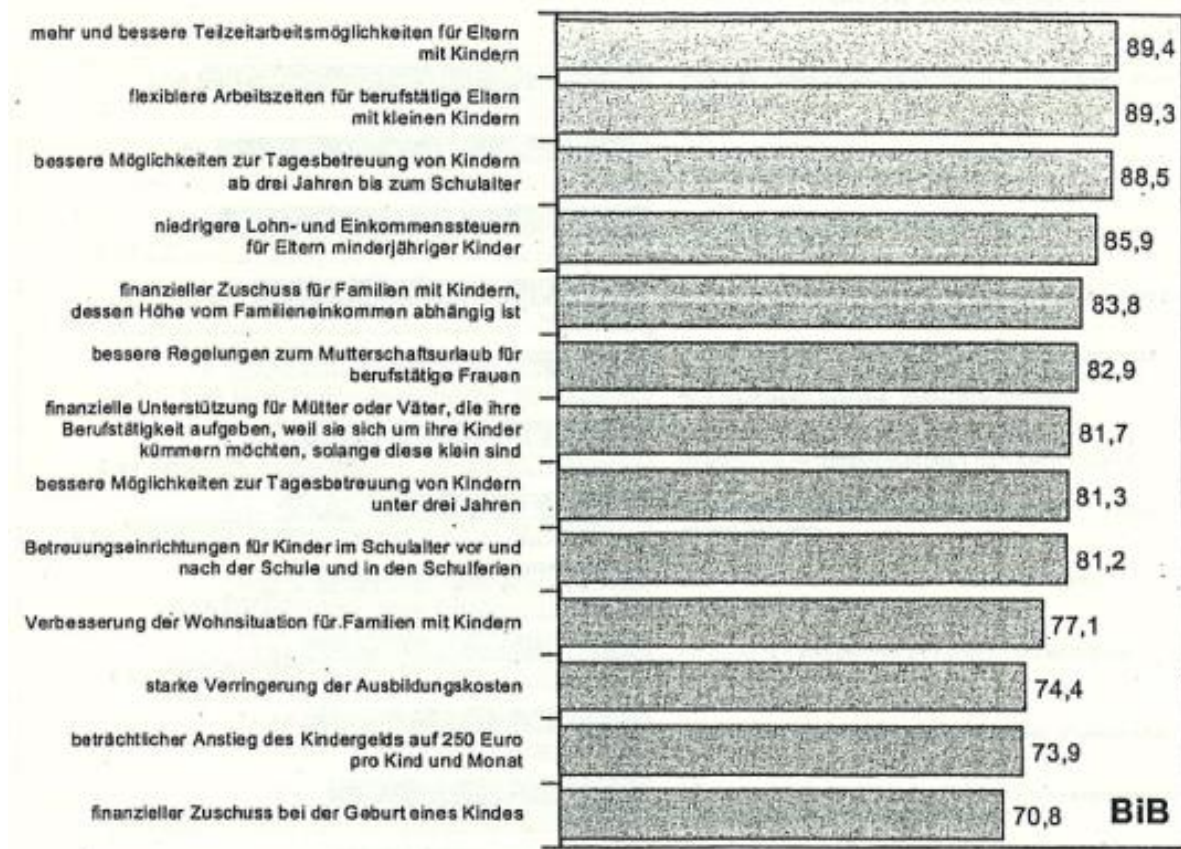 mehr und bessere Teilzeitarbeitsmöglichkeiten für Eltern
mit Kindern
89,4
flexiblere Arbeitszeiten für berufstätige Eltern
mit kleinen Kindern
89,3
bessere Möglichkeiten zur Tagesbetreuung von Kindern
ab drei Jahren bis zum Schulalter
88,5
niedrigere Lohn- und Einkommenssteuern
für Eltern minderjähriger Kinder
85,9
finanzieller Zuschuss für Familien mit Kindern,
dessen Höhe vom Familieneinkommen abhängig ist
83,8
bessere Regelungen zum Mutterschaftsurlaub für
berufstätige Frauen
82,9
finanzielle Unterstützung für Mütter oder Väter, die ihre
Berufstätigkeit aufgeben, weil sie sich um ihre Kinder
kümmern möchten, solange diese klein sind
81,7
bessere Möglichkeiten zur Tagesbetreuung von Kindern
unter drei Jahren
81,3
Betreuungseinrichtungen für Kinder im Schulalter vor und
nach der Schule und in den Schulferien
81,2
Verbesserung der Wohnsituation für Familien mit Kindern
77,1
starke Verringerung der Ausbildungskosten
74,4
beträchtlicher Anstieg des Kindergelds auf 250 Euro
pro Kind und Monat
73,9
finanzieller Zuschuss bei der Geburt eines Kindes
70,8
BiB